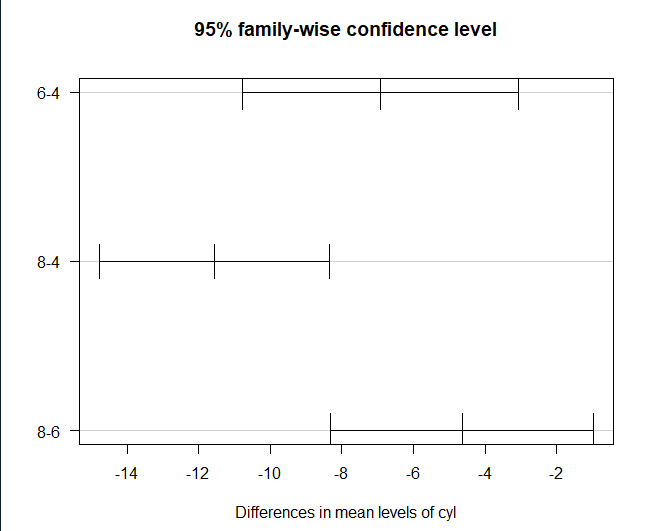 95% family-wise confidence level
6-4
8-4
8-6
-14 -12 -10 -8 -6 -4 -2
Differences in mean levels of cyl